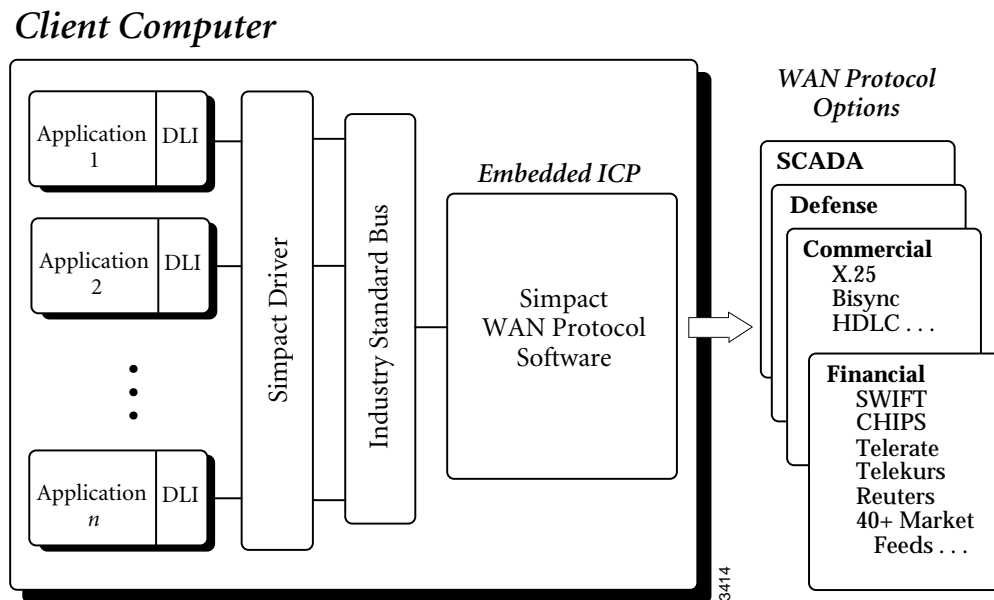 Client Computer
Application
1
DLI
Application
2
DLI
Application
n
DLI
Simpact Driver
Industry Standard Bus
Embedded ICP
Simpact
WAN Protocol
Software
WAN Protocol
Options
SCADA
Defense
Commercial
X.25
Bisync
HDLC . . .
Financial
SWIFT
CHIPS
Telerate
Telekurs
Reuters
40+ Market
Feeds . . .
3414